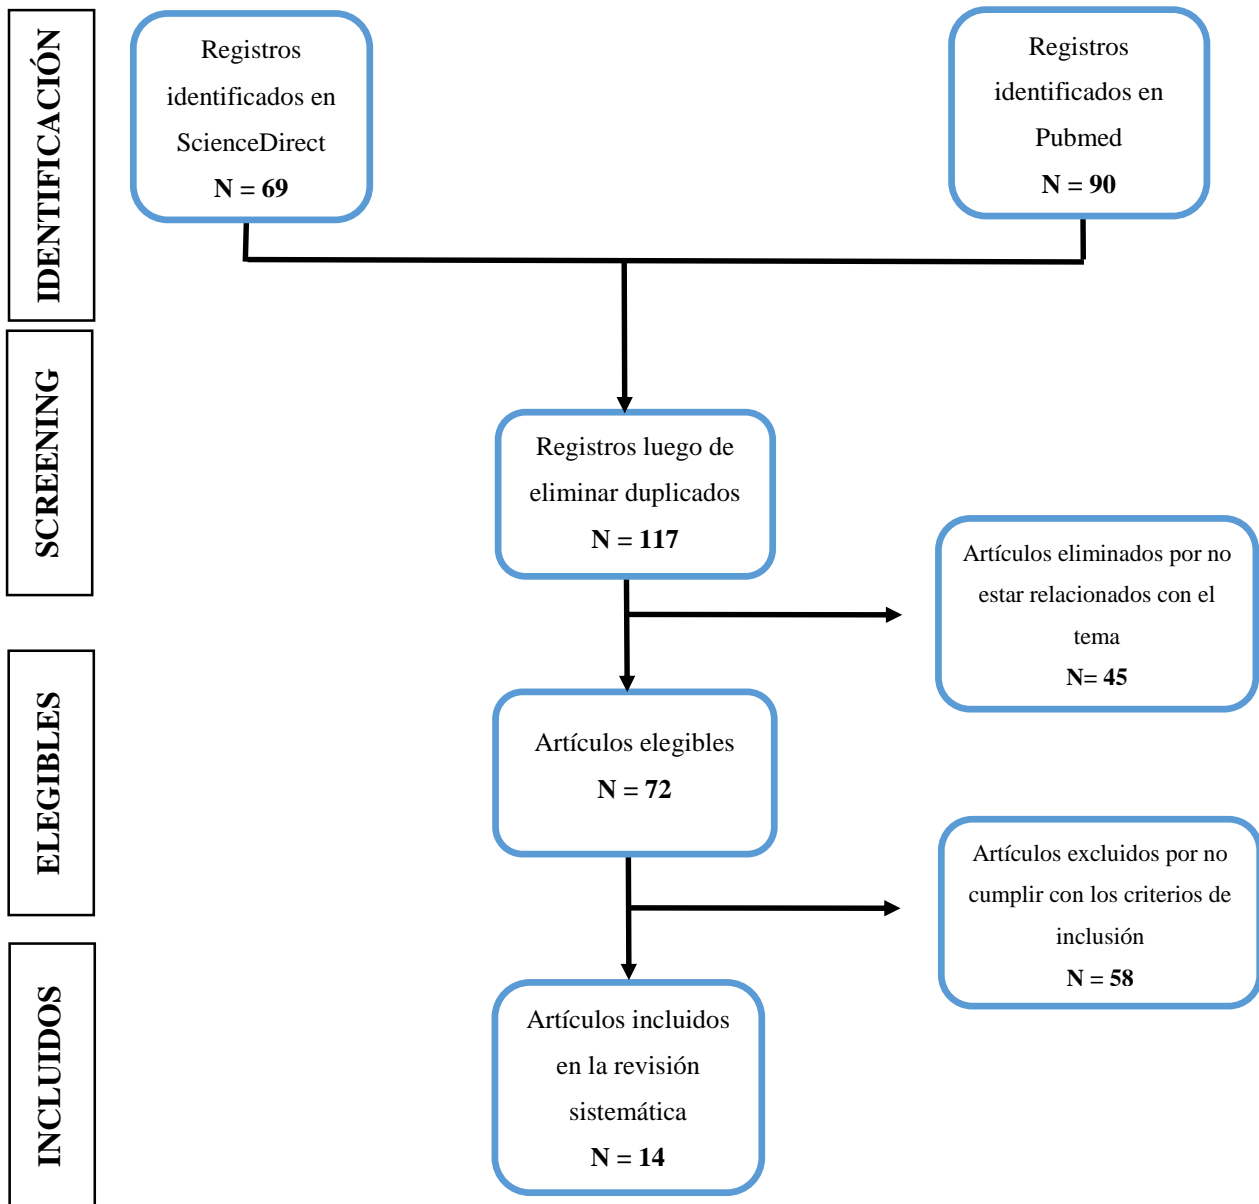 IDENTIFICACIÓN
Registros
identificados en
ScienceDirect
N = 69
Registros
identificados en
Pubmed
N = 90
SCREENING
Registros luego de
eliminar duplicados
N = 117
Artículos eliminados por no
estar relacionados con el
tema
N= 45
ELEGIBLES
Artículos elegibles
N = 72
Artículos excluidos por no
cumplir con los criterios de
inclusión
N = 58
INCLUIDOS
Artículos incluidos
en la revisión
sistemática
N = 14